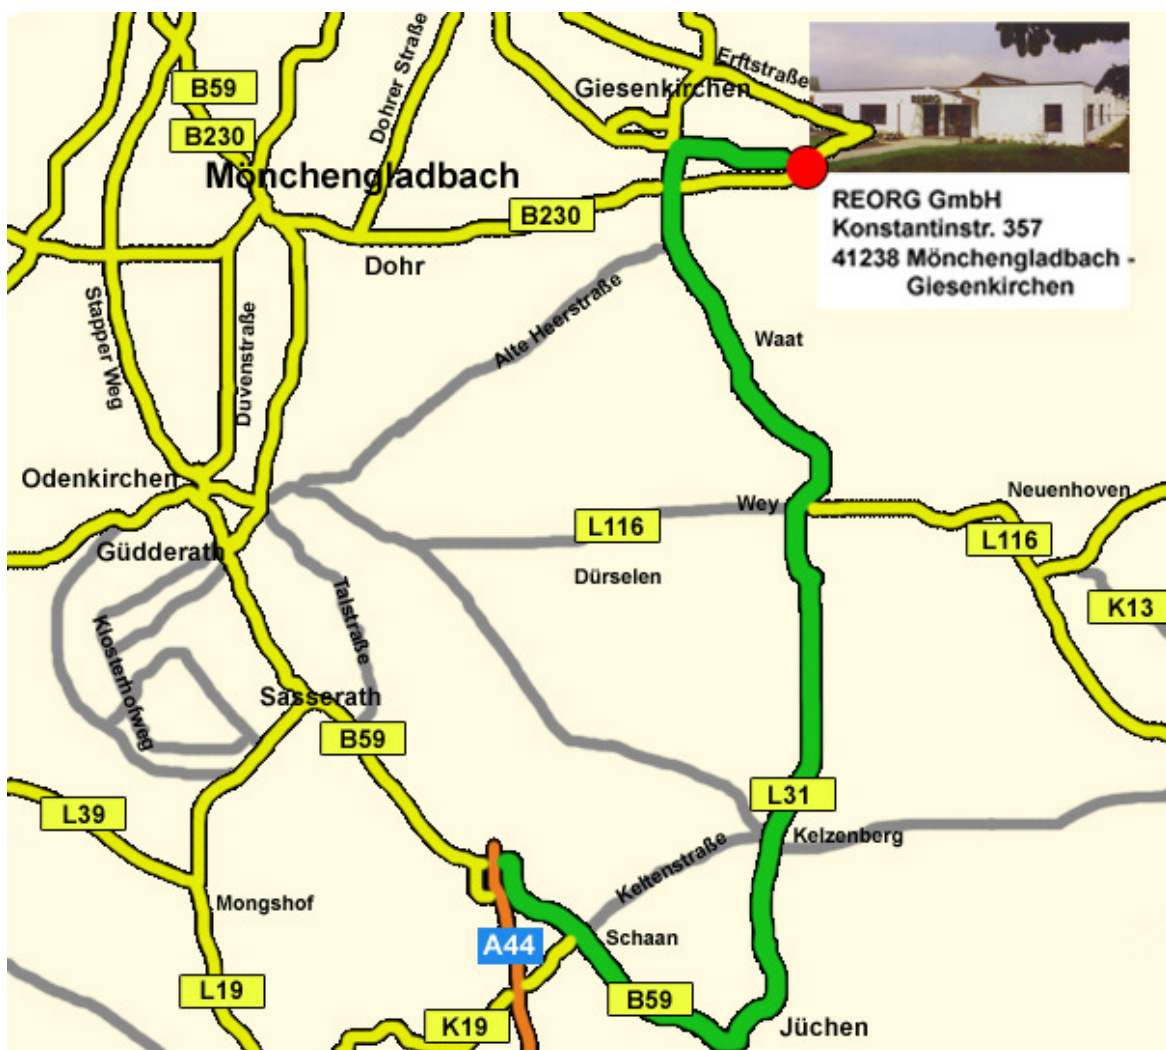 B59
B230
Mönchengladbach
Dohrer Straße
Giesenkirchen
Erftstraße
REORG
REORG GmbH
Konstantinstr. 357
41238 Mönchengladbach -
Giesenkirchen
B230
Dohr
Stapper Weg
Duvenstraße
Alte Heerstraße
Waat
Odenkirchen
Wey
Neuenhoven
L116
L116
Güdderath
Dürselen
K13
Talstraße
Klosterhofweg
Sasserath
B59
L39
L31
Kelzenberg
Keltenstraße
Mongshof
Schaan
A44
L19
B59
K19
Jüchen